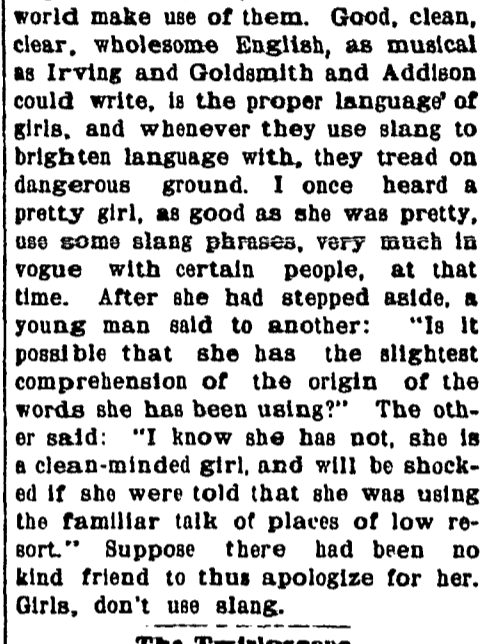 world make use of them. Good, clean,
clear, wholesome English, as musical
as Irving and Goldsmith and Addison
could write, is the proper language of
girls, and whenever they use slang to
brighten language with, they tread on
dangerous ground. I once heard a
pretty girl, as good as she was pretty,
use some slang phrases, very much in
vogue with certain people, at that
time. After she had stepped aside, a
young man said to another: "Is it
possible that she has the slightest
comprehension of the origin of the
words she has been using?" The oth-
er said: "I know she has not, she is
a clean-minded girl, and will be shock-
ed if she were told that she was using
the familiar talk of places of low re-
sort." Suppose there had been no
kind friend to thus apologize for her.
Girls, don't use slang.
The